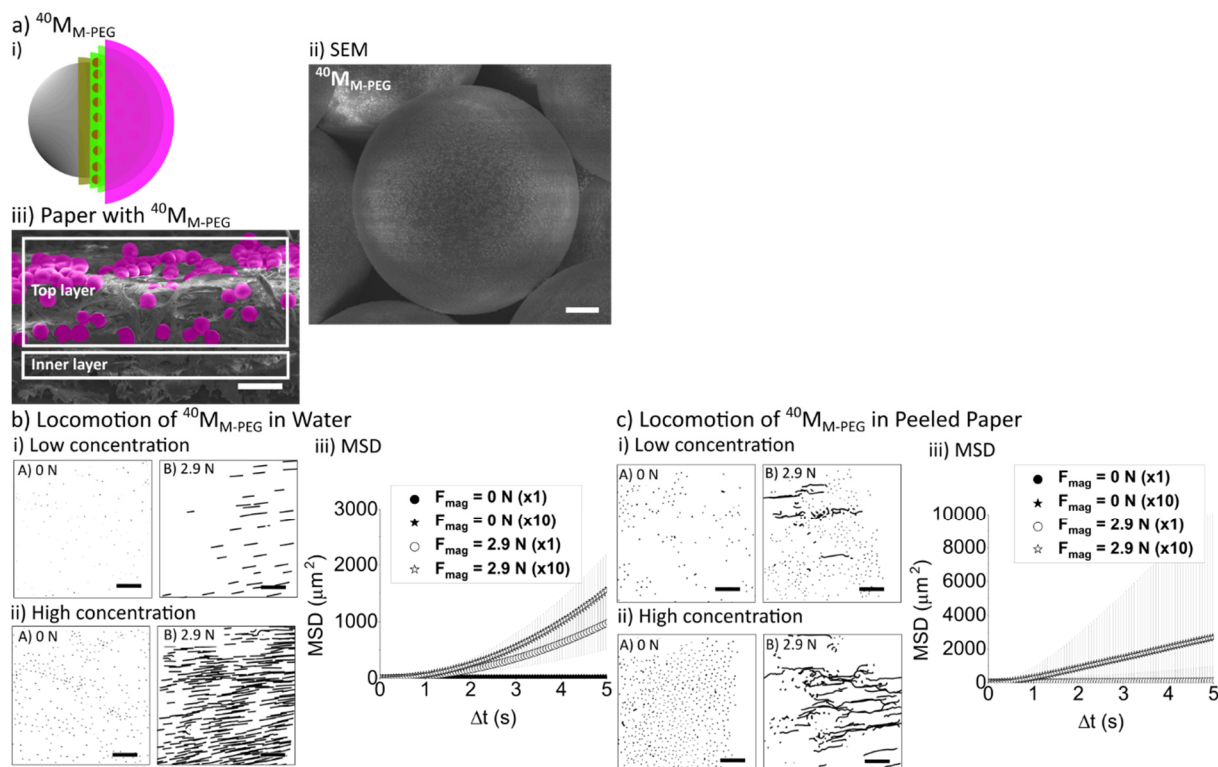 a) ⁴⁰M_M-PEG
i)
ii) SEM
⁴⁰M_M-PEG
iii) Paper with ⁴⁰M_M-PEG
Top layer
Inner layer
b) Locomotion of ⁴⁰M_M-PEG in Water
i) Low concentration
A) 0 N
B) 2.9 N
ii) High concentration
A) 0 N
B) 2.9 N
iii) MSD
F_mag = 0 N (x1)
F_mag = 0 N (x10)
F_mag = 2.9 N (x1)
F_mag = 2.9 N (x10)
MSD (μm²)
3000
2000
1000
0
0 1 2 3 4 5
Δt (s)
c) Locomotion of ⁴⁰M_M-PEG in Peeled Paper
i) Low concentration
A) 0 N
B) 2.9 N
ii) High concentration
A) 0 N
B) 2.9 N
iii) MSD
F_mag = 0 N (x1)
F_mag = 0 N (x10)
F_mag = 2.9 N (x1)
F_mag = 2.9 N (x10)
MSD (μm²)
10000
8000
6000
4000
2000
0
0 1 2 3 4 5
Δt (s)